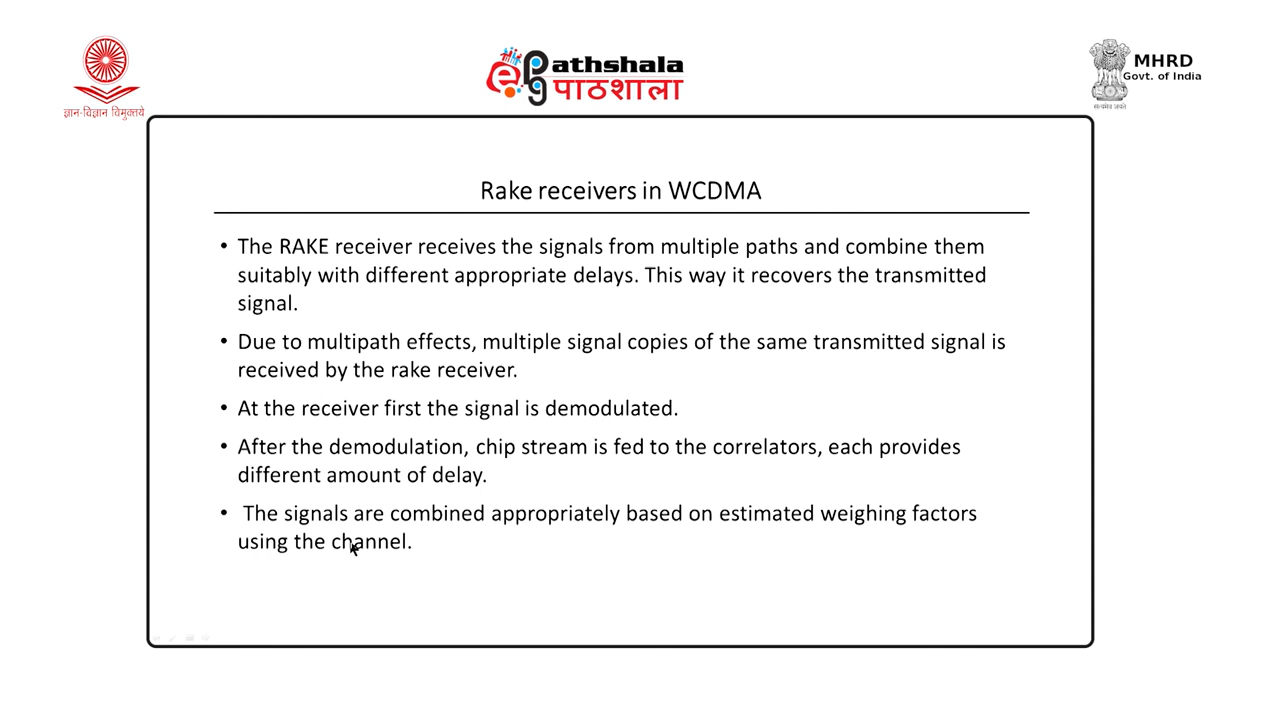 ज्ञान-विज्ञान विमुक्तये
ePG athshala
पाठशाला
MHRD
Govt. of India
सत्यमेव जयते
Rake receivers in WCDMA
• The RAKE receiver receives the signals from multiple paths and combine them
suitably with different appropriate delays. This way it recovers the transmitted
signal.
• Due to multipath effects, multiple signal copies of the same transmitted signal is
received by the rake receiver.
• At the receiver first the signal is demodulated.
• After the demodulation, chip stream is fed to the correlators, each provides
different amount of delay.
• The signals are combined appropriately based on estimated weighing factors
using the channel.